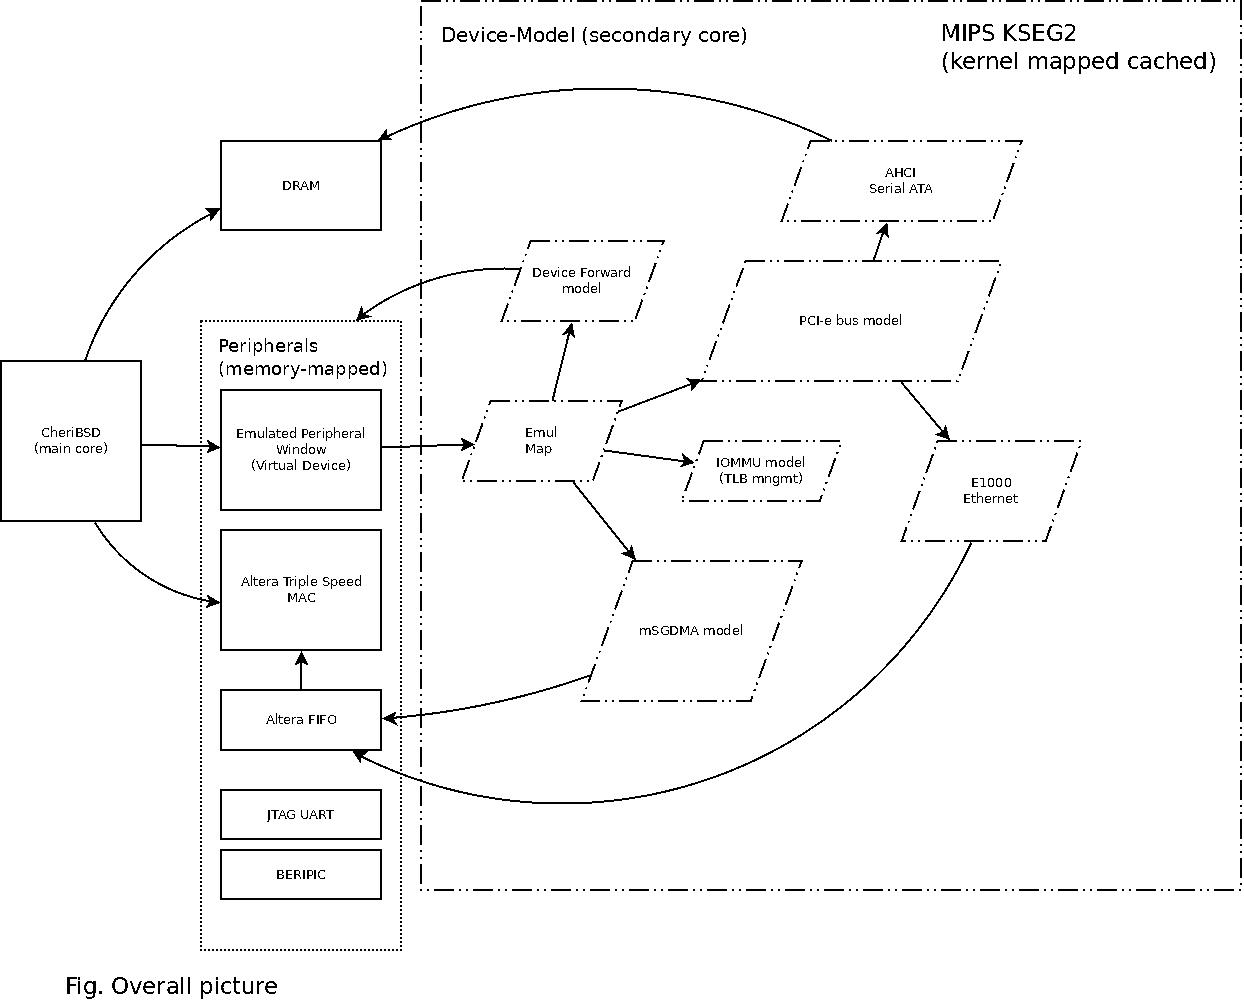 Device-Model (secondary core)
MIPS KSEG2
(kernel mapped cached)
DRAM
AHCI
Serial ATA
Device Forward
model
PCI-e bus model
Peripherals
(memory-mapped)
CheriBSD
(main core)
Emulated Peripheral
Window
(Virtual Device)
Emul
Map
IOMMU model
(TLB mngmt)
E1000
Ethernet
Altera Triple Speed
MAC
mSGDMA model
Altera FIFO
JTAG UART
BERIPIC
Fig. Overall picture